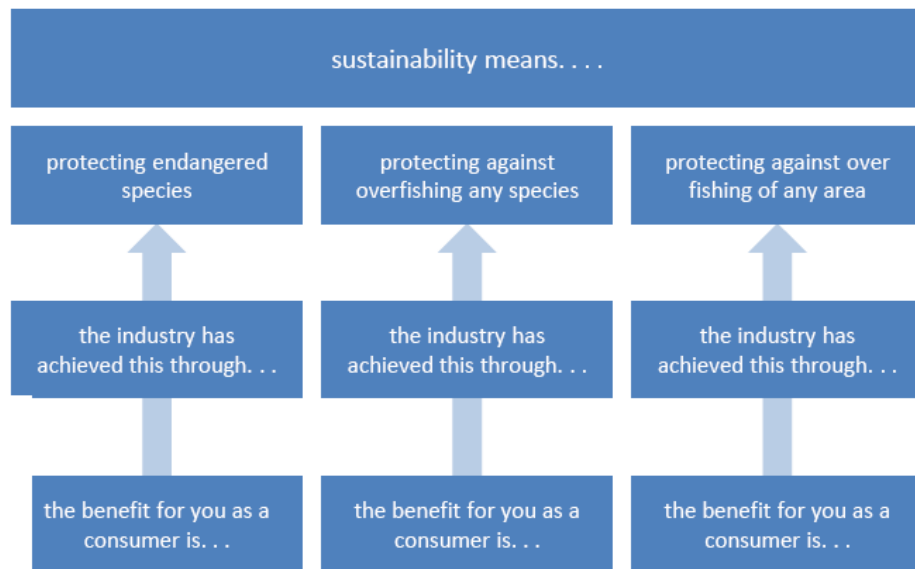 sustainability means. . . .
protecting endangered
species
protecting against
overfishing any species
protecting against over
fishing of any area
the industry has
achieved this through. . .
the industry has
achieved this through. . .
the industry has
achieved this through. . .
the benefit for you as a
consumer is. . .
the benefit for you as a
consumer is. . .
the benefit for you as a
consumer is. . .